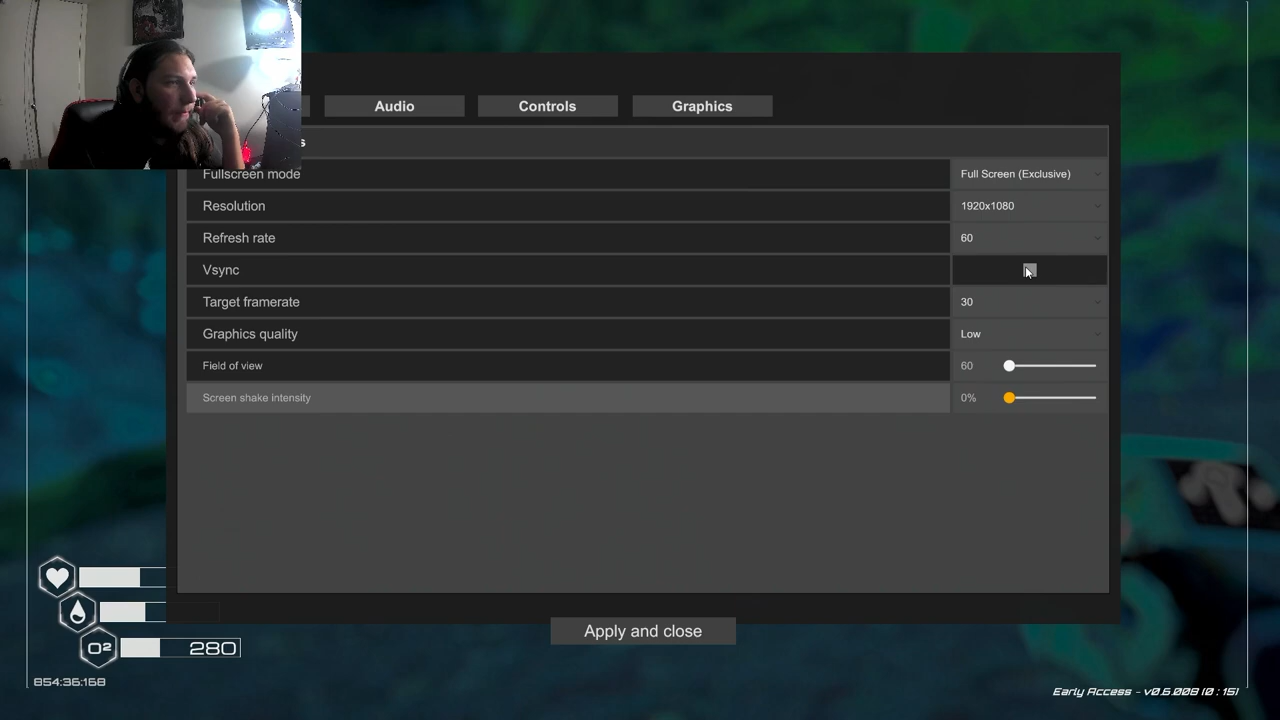 Audio Controls Graphics
s
Fullscreen mode Full Screen (Exclusive)
Resolution 1920x1080
Refresh rate 60
Vsync
Target framerate 30
Graphics quality Low
Field of view 60
Screen shake intensity 0%
Apply and close
O2 280
854:36:168
Early Access - v0.6.008 (0 : 15)